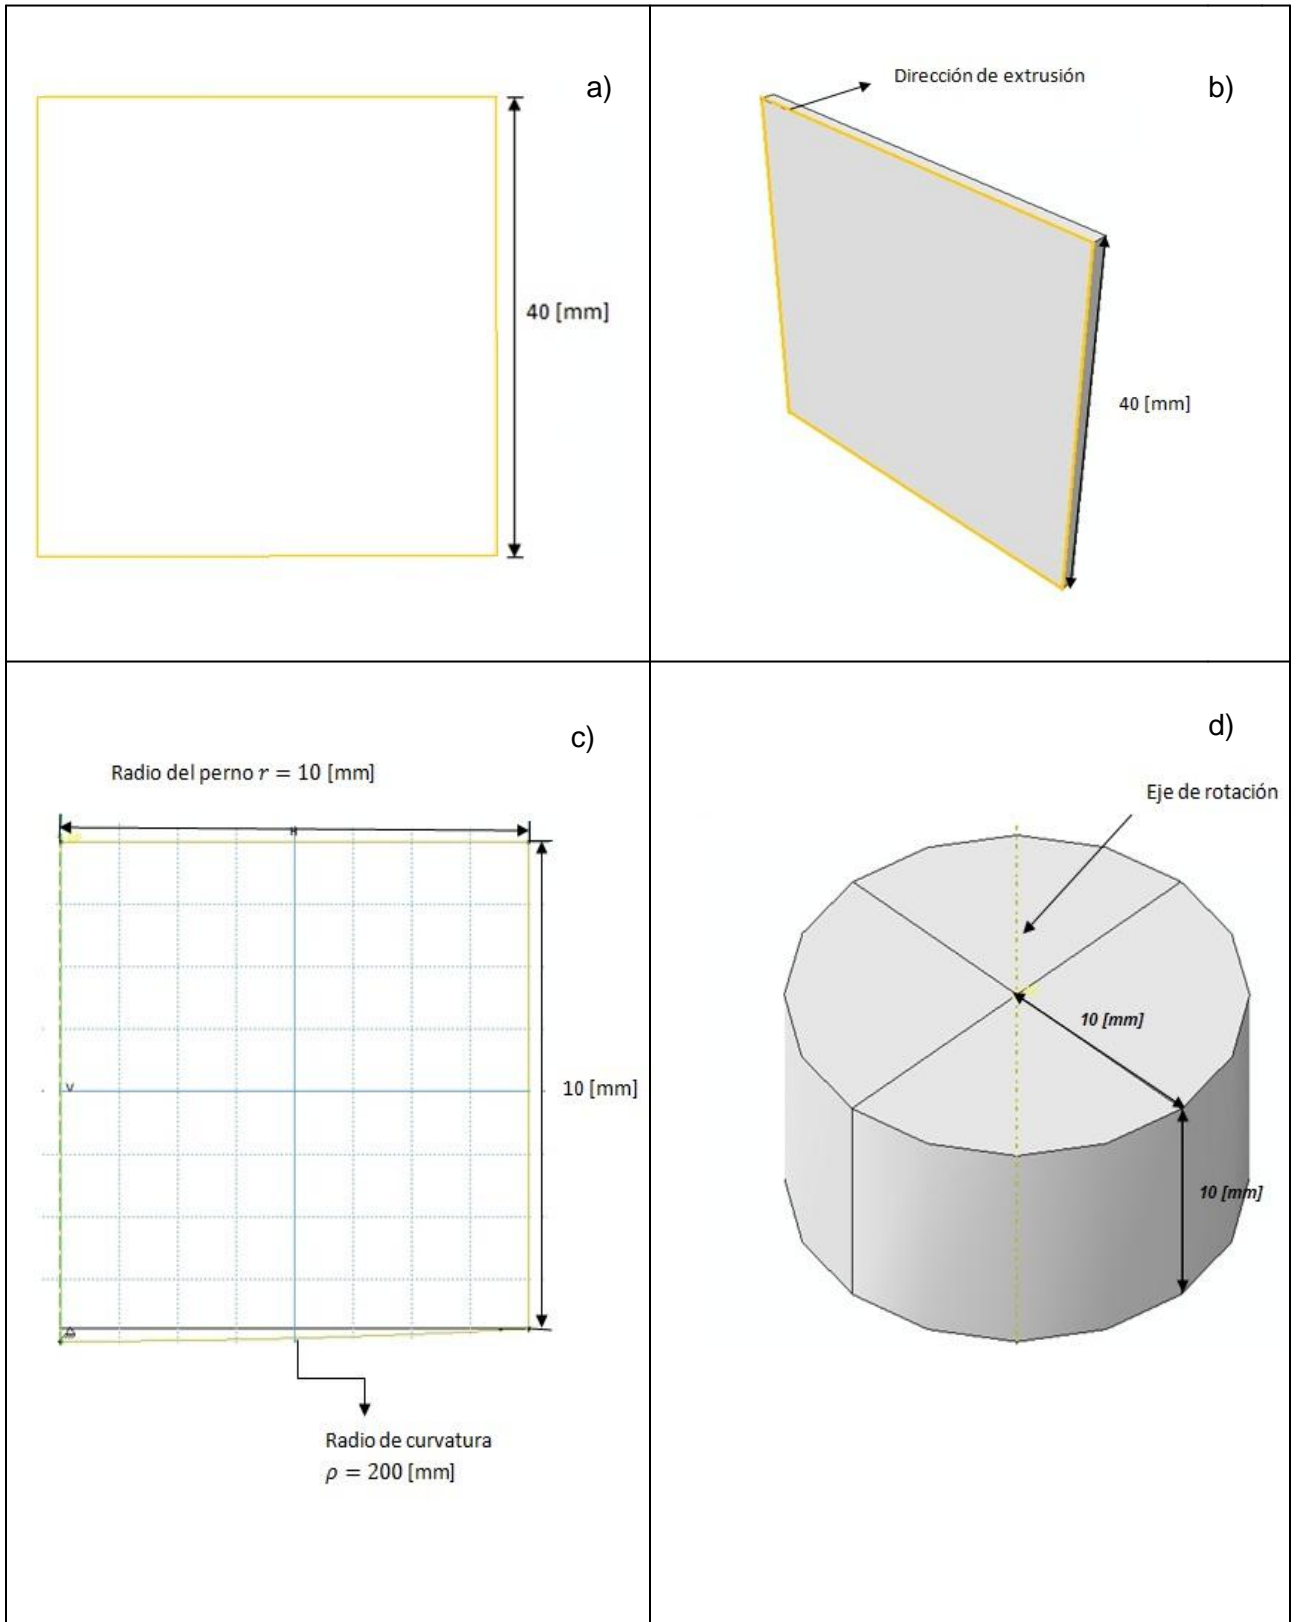 a)
40 [mm]
Dirección de extrusión
b)
40 [mm]
c)
Radio del perno r = 10 [mm]
H
V
10 [mm]
Radio de curvatura
ρ = 200 [mm]
d)
Eje de rotación
10 [mm]
10 [mm]